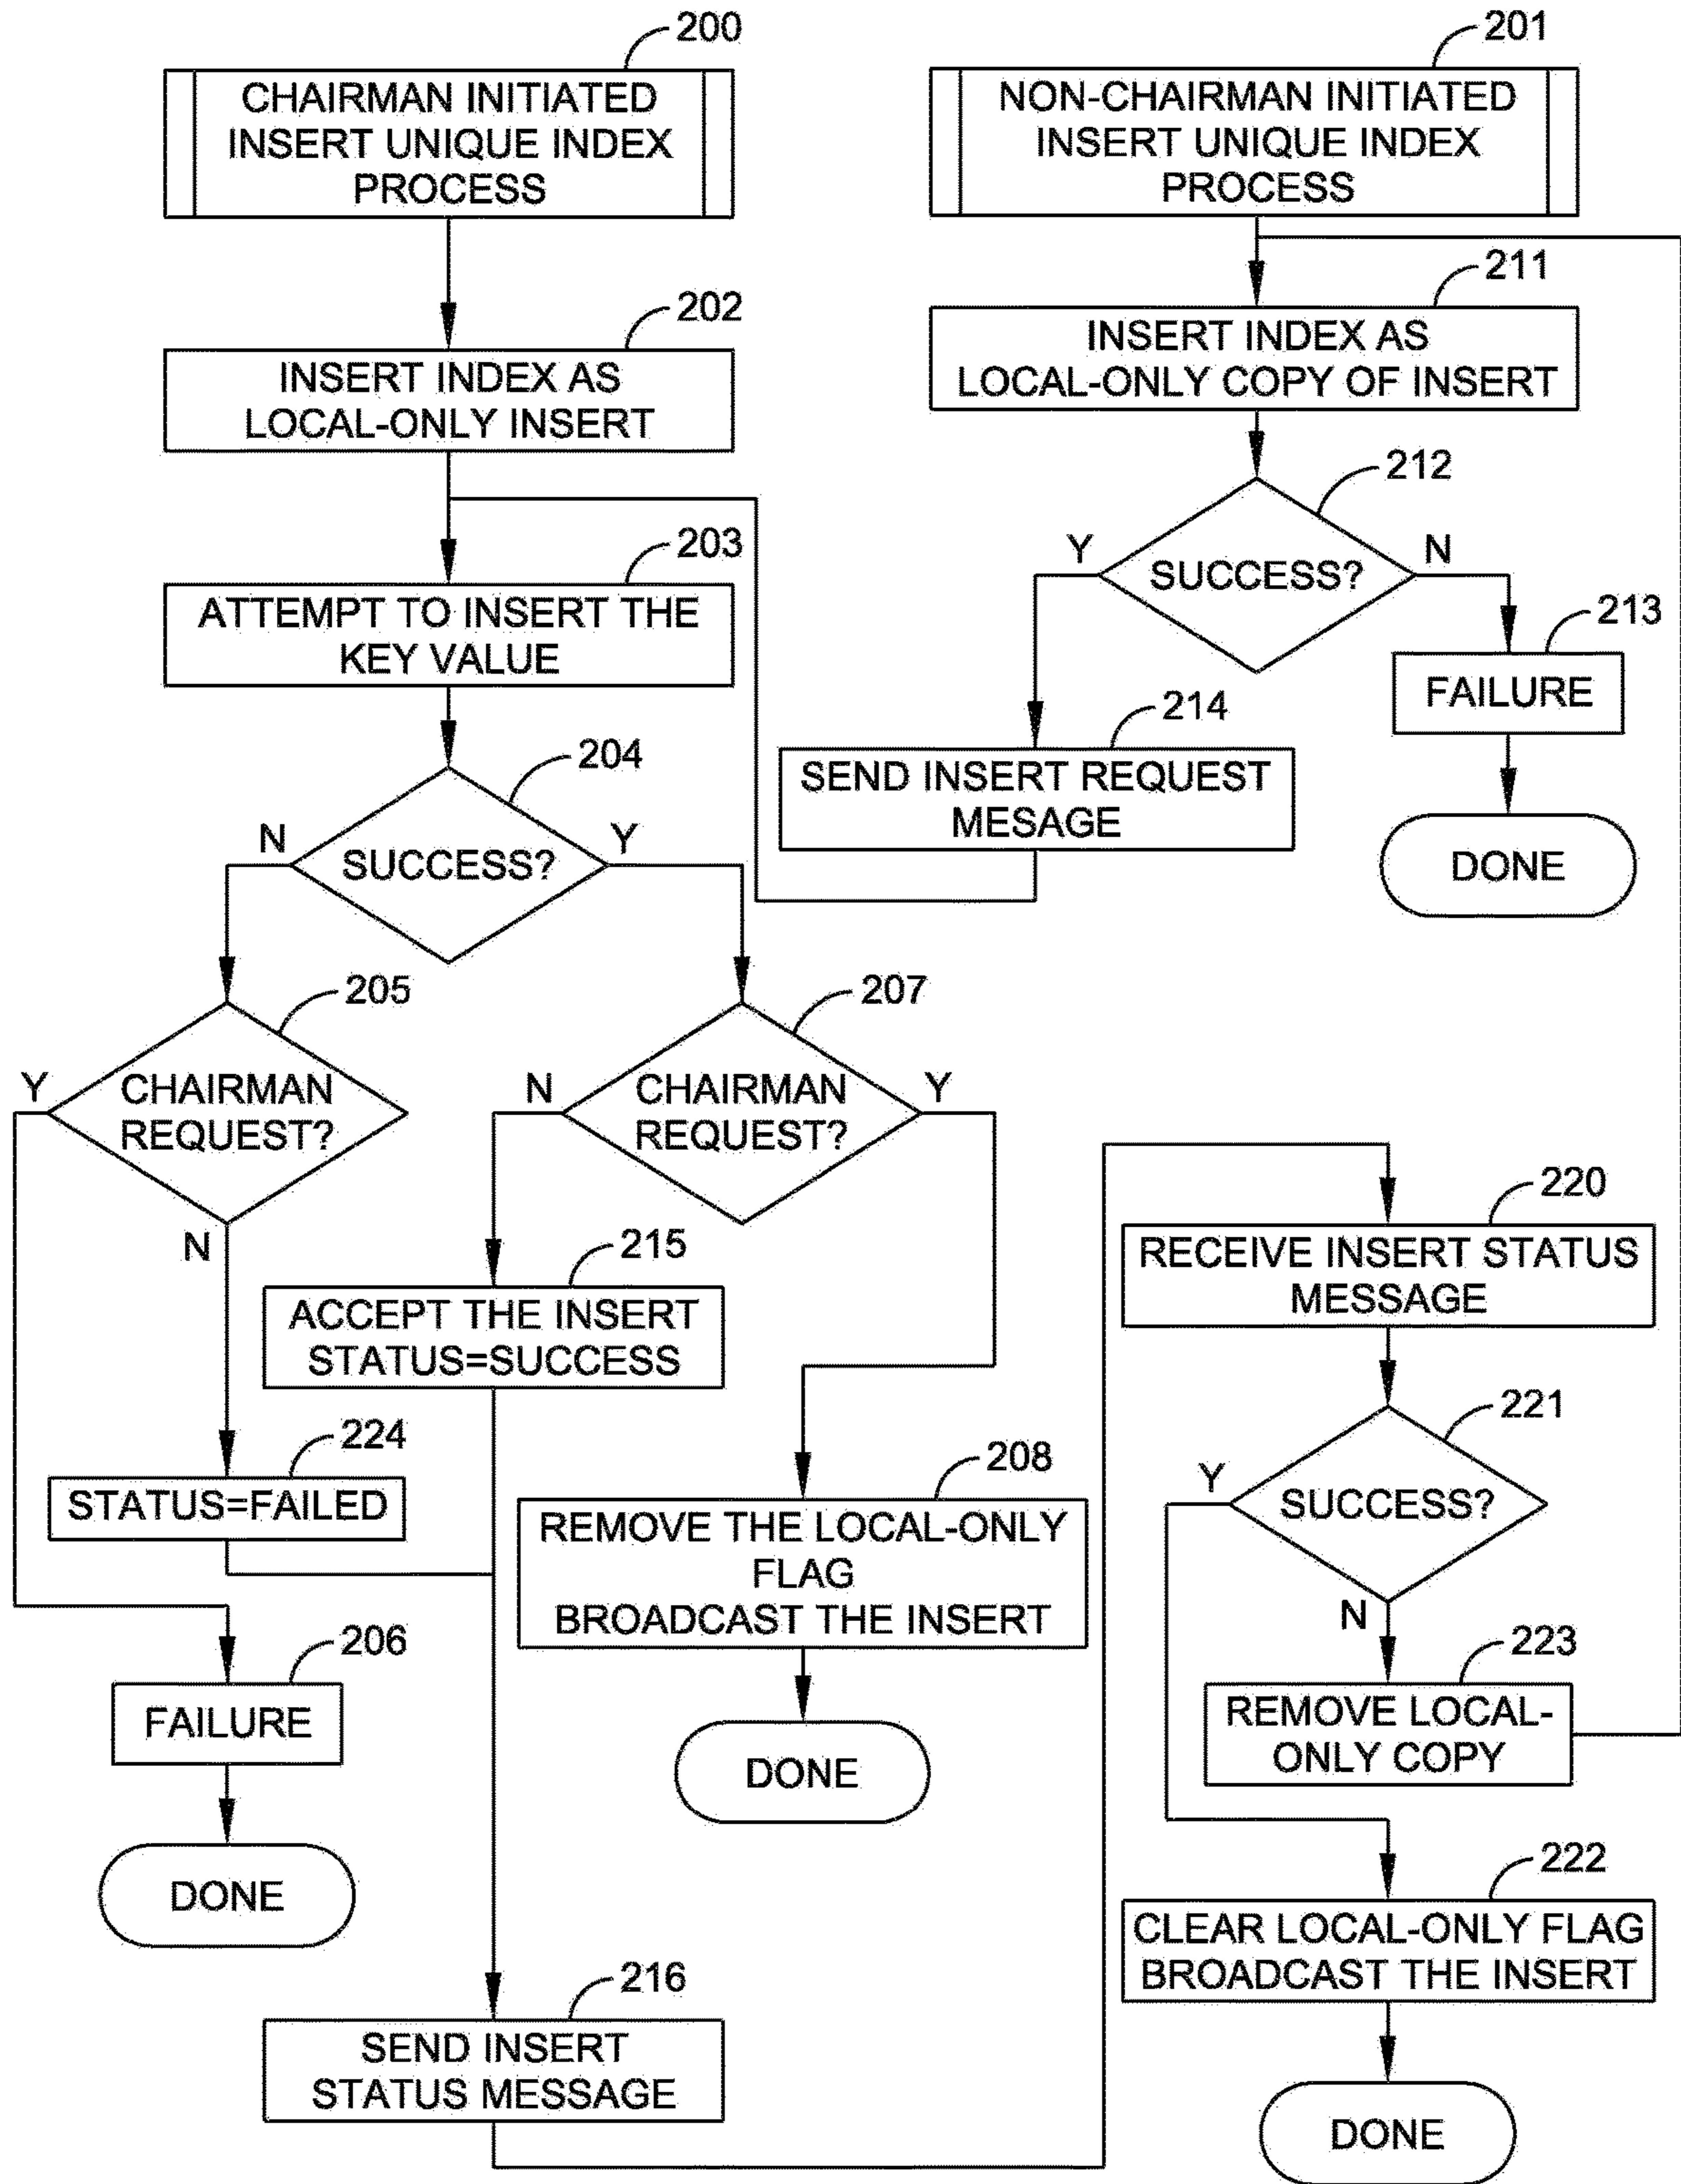 200
CHAIRMAN INITIATED
INSERT UNIQUE INDEX
PROCESS
201
NON-CHAIRMAN INITIATED
INSERT UNIQUE INDEX
PROCESS
202
INSERT INDEX AS
LOCAL-ONLY INSERT
211
INSERT INDEX AS
LOCAL-ONLY COPY OF INSERT
203
ATTEMPT TO INSERT THE
KEY VALUE
212
Y
SUCCESS?
N
213
FAILURE
DONE
214
SEND INSERT REQUEST
MESAGE
204
N
SUCCESS?
Y
205
Y
CHAIRMAN
REQUEST?
N
207
N
CHAIRMAN
REQUEST?
Y
215
ACCEPT THE INSERT
STATUS=SUCCESS
224
STATUS=FAILED
208
REMOVE THE LOCAL-ONLY
FLAG
BROADCAST THE INSERT
DONE
206
FAILURE
DONE
216
SEND INSERT
STATUS MESSAGE
220
RECEIVE INSERT STATUS
MESSAGE
221
Y
SUCCESS?
N
223
REMOVE LOCAL-
ONLY COPY
222
CLEAR LOCAL-ONLY FLAG
BROADCAST THE INSERT
DONE